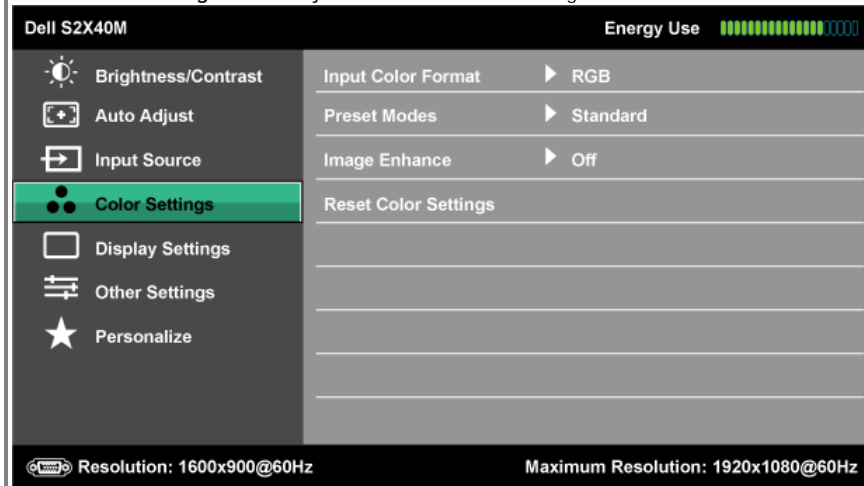 Dell S2X40M Energy Use
Brightness/Contrast Input Color Format RGB
Auto Adjust Preset Modes Standard
Input Source Image Enhance Off
Color Settings Reset Color Settings
Display Settings
Other Settings
Personalize
Resolution: 1600x900@60Hz Maximum Resolution: 1920x1080@60Hz